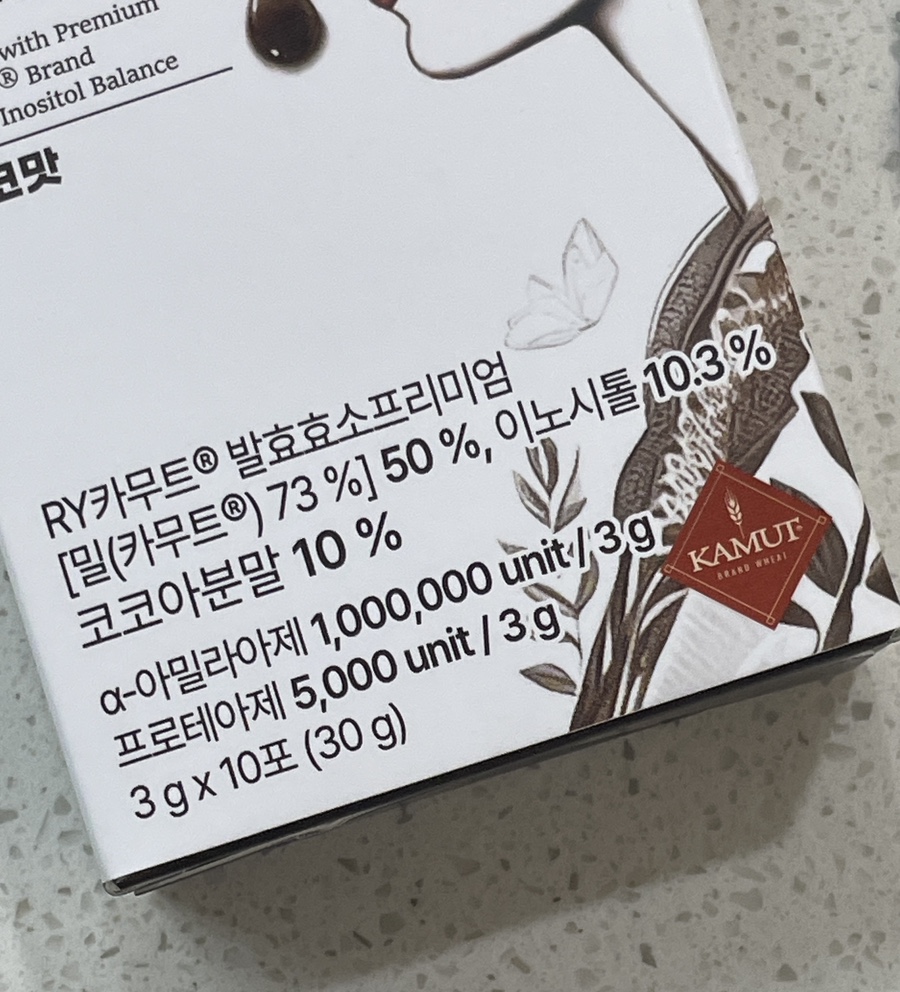 with Premium
® Brand
Inositol Balance
코맛
RY카무트® 발효효소프리미엄
[밀(카무트®) 73 %] 50 %, 이노시톨 10.3 %
코코아분말 10 %
α-아밀라아제 1,000,000 unit / 3 g
프로테아제 5,000 unit / 3 g
3 g x 10포 (30 g)
KAMUT®
BRAND WHEAT